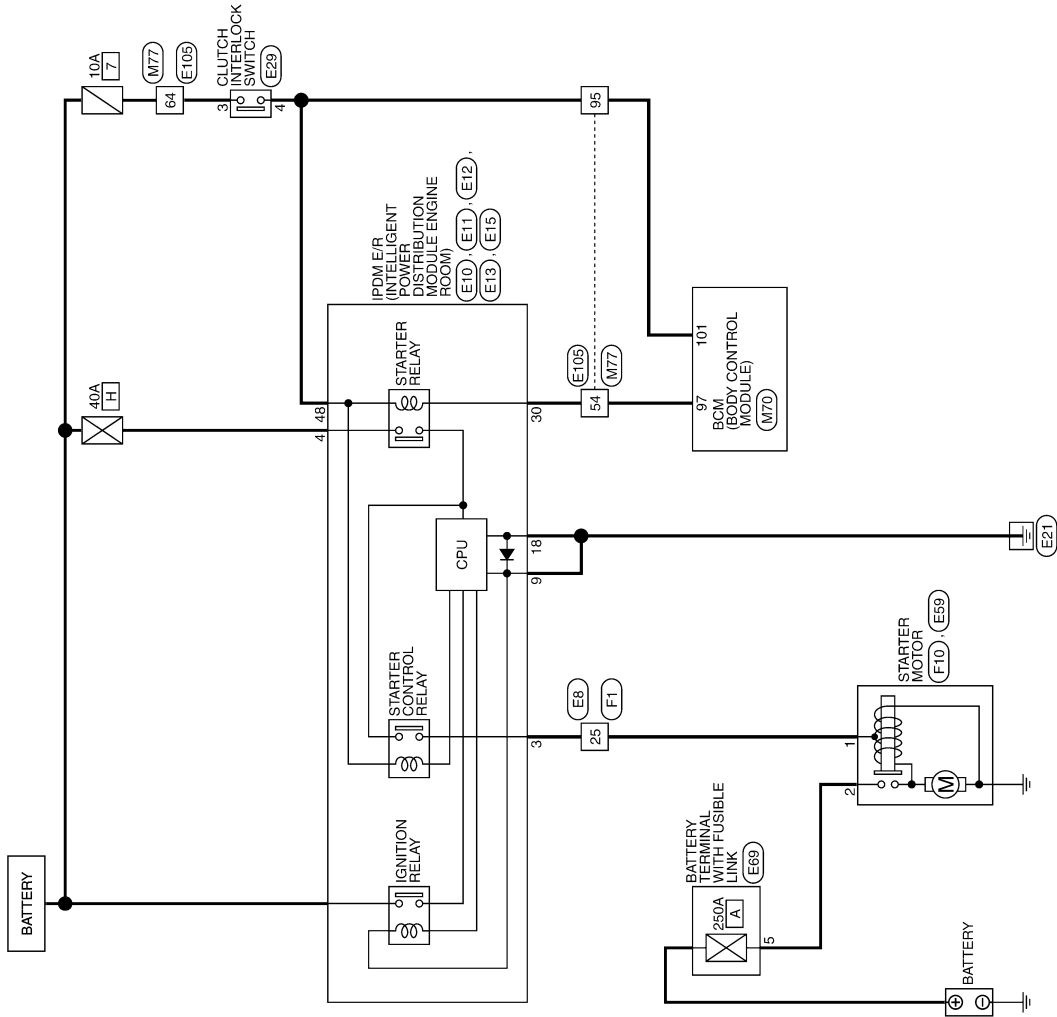 BATTERY
40A
H
10A
7
64
M77
E105
3
CLUTCH
INTERLOCK
SWITCH
E29
4
IPDM E/R
(INTELLIGENT
POWER
DISTRIBUTION
MODULE ENGINE
ROOM)
E10 , E11 , E12 ,
E13 , E15
4
48
IGNITION
RELAY
STARTER
CONTROL
RELAY
STARTER
RELAY
CPU
3
9
18
30
25
E8
F1
54
E105
M77
95
97
101
BCM
(BODY CONTROL
MODULE)
M70
BATTERY
TERMINAL
WITH FUSIBLE
LINK
E69
250A
A
5
2
1
STARTER
MOTOR
F10 , E59
M
BATTERY
+
−
E21